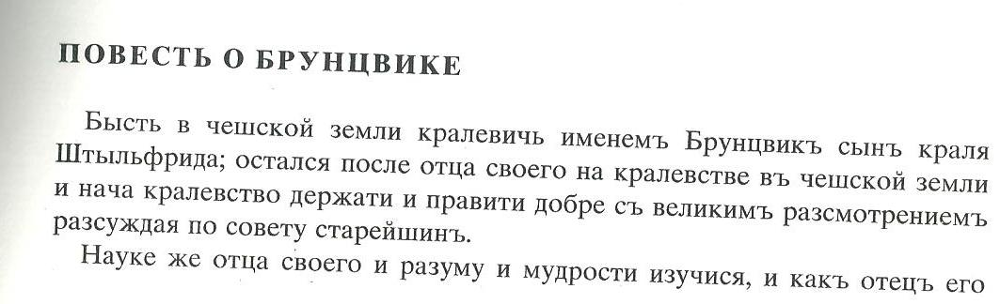 ПОВЕСТЬ О БРУНЦВИКЕ
Бысть в чешской земли кралевичь именемъ Брунцвикъ сынъ краля
Штыльфрида; остался после отца своего на кралевстве въ чешской земли
и нача кралевство держати и правити добре съ великимъ разсмотрениемъ
разсуждая по совету старейшинъ.
Науке же отца своего и разуму и мудрости изучися, и какъ отецъ его